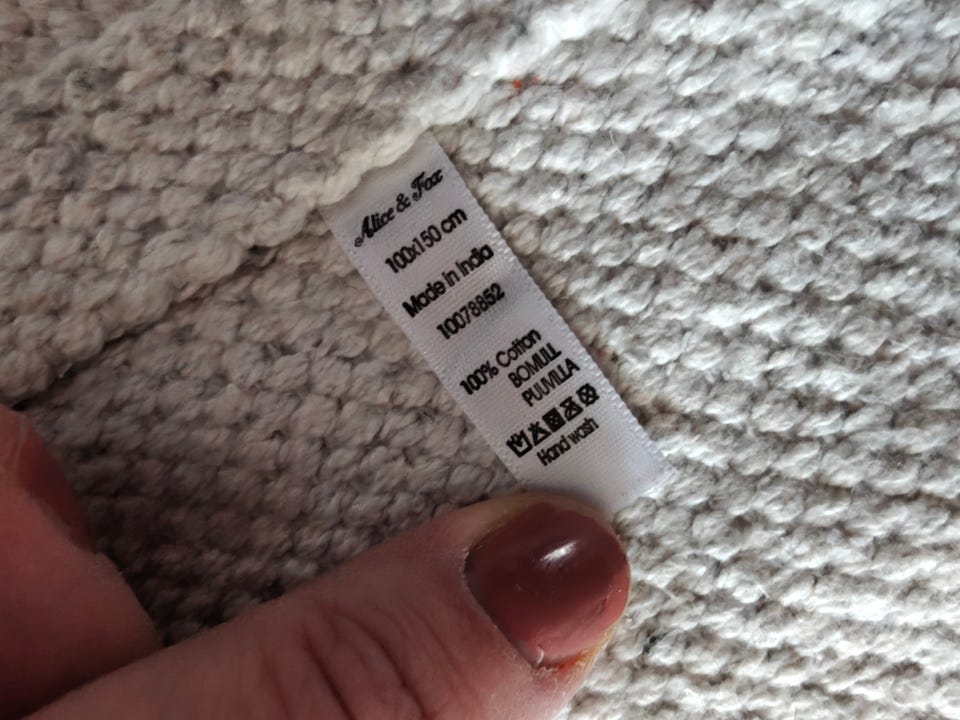 Alice & Fox
100x150 cm
Made in India
10078852
100% Cotton
BOMULL
PUUVILLA
Hand wash